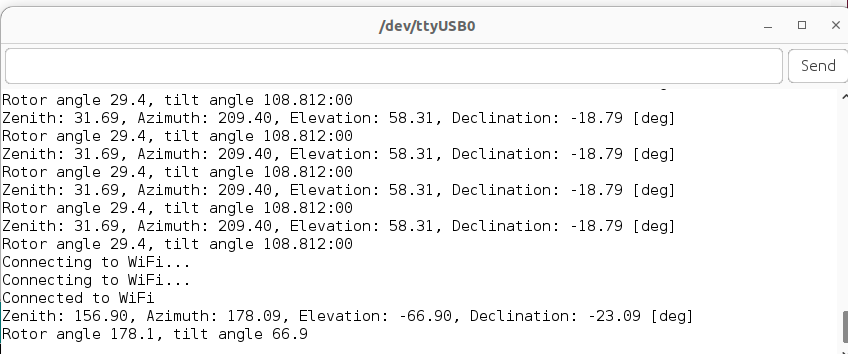 /dev/ttyUSB0
Send
Rotor angle 29.4, tilt angle 108.812:00
Zenith: 31.69, Azimuth: 209.40, Elevation: 58.31, Declination: -18.79 [deg]
Rotor angle 29.4, tilt angle 108.812:00
Zenith: 31.69, Azimuth: 209.40, Elevation: 58.31, Declination: -18.79 [deg]
Rotor angle 29.4, tilt angle 108.812:00
Zenith: 31.69, Azimuth: 209.40, Elevation: 58.31, Declination: -18.79 [deg]
Rotor angle 29.4, tilt angle 108.812:00
Zenith: 31.69, Azimuth: 209.40, Elevation: 58.31, Declination: -18.79 [deg]
Rotor angle 29.4, tilt angle 108.812:00
Connecting to WiFi...
Connecting to WiFi...
Connected to WiFi
Zenith: 156.90, Azimuth: 178.09, Elevation: -66.90, Declination: -23.09 [deg]
Rotor angle 178.1, tilt angle 66.9